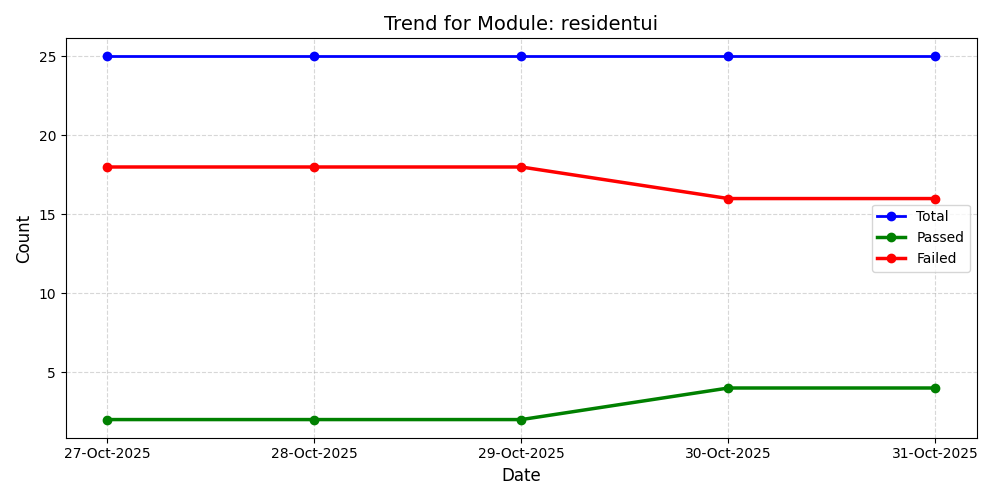 Trend for Module: residentui
Count
25
20
15
10
5
Total
Passed
Failed
27-Oct-2025 28-Oct-2025 29-Oct-2025 30-Oct-2025 31-Oct-2025
Date